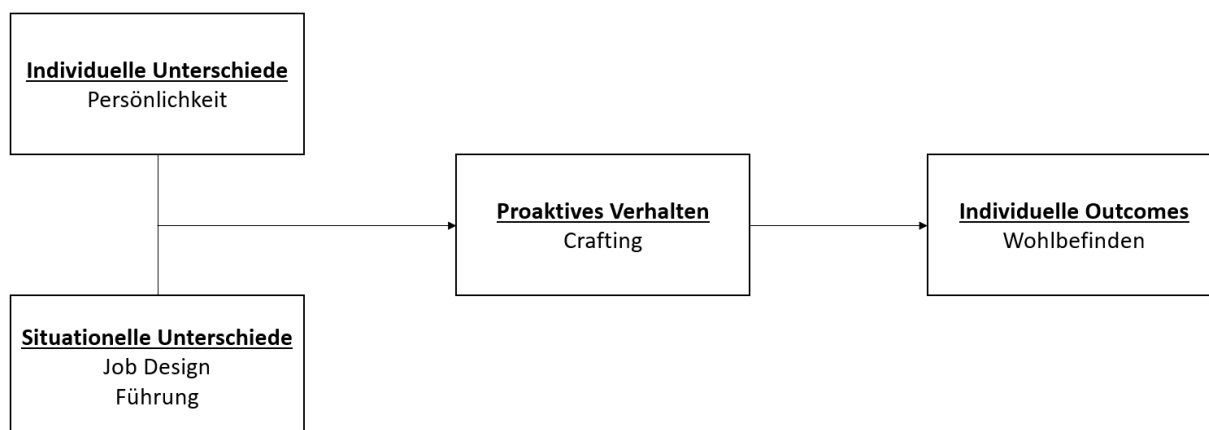 Individuelle Unterschiede
Persönlichkeit
Proaktives Verhalten
Crafting
Individuelle Outcomes
Wohlbefinden
Situationelle Unterschiede
Job Design
Führung